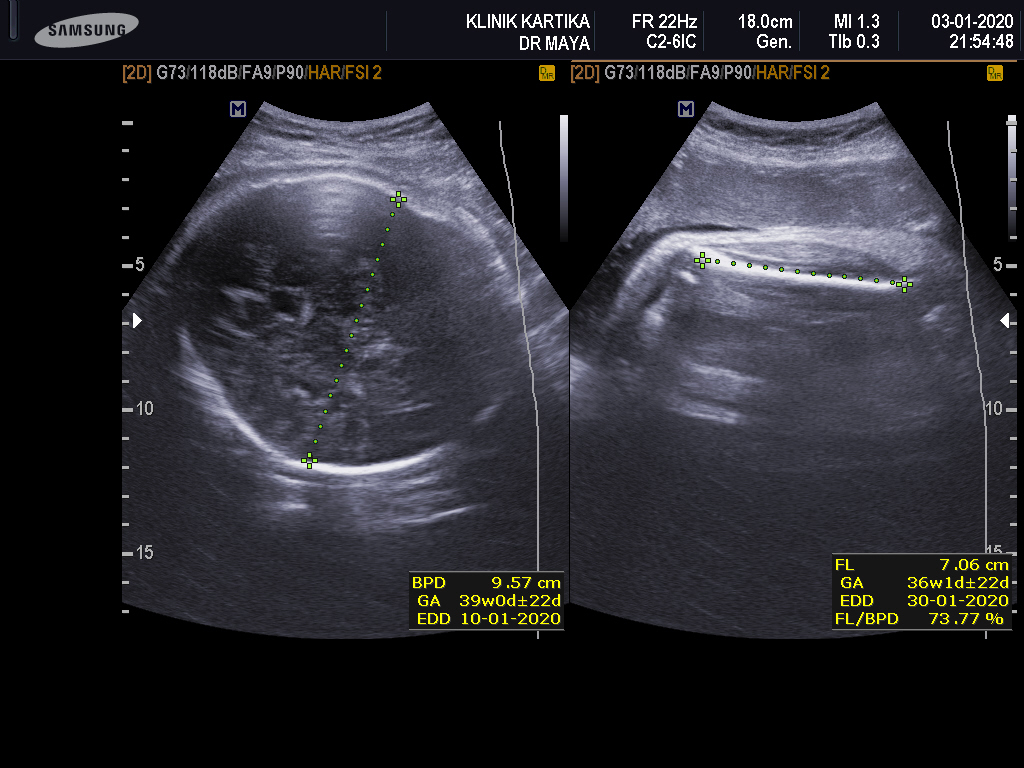 SAMSUNG
KLINIK KARTIKA
DR MAYA
FR 22Hz
C2-6IC
18.0cm
Gen.
MI 1.3
TIb 0.3
03-01-2020
21:54:48
[2D] G73/118dB/FA9/P90/HAR/FSI 2
DMR
[2D] G73/118dB/FA9/P90/HAR/FSI 2
DMR
M
M
5
10
15
5
10
15
BPD 9.57 cm
GA 39w0d±22d
EDD 10-01-2020
FL 7.06 cm
GA 36w1d±22d
EDD 30-01-2020
FL/BPD 73.77 %